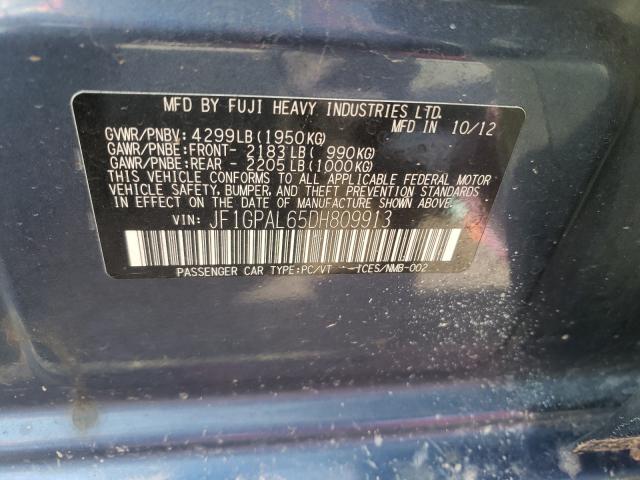 MFD BY FUJI HEAVY INDUSTRIES LTD.
MFD IN 10/12
GVWR/PNBV: 4299LB(1950KG)
GAWR/PNBE:FRONT- 2183LB( 990KG)
GAWR/PNBE:REAR - 2205LB(1000KG)
THIS VEHICLE CONFORMS TO ALL APPLICABLE FEDERAL MOTOR
VEHICLE SAFETY, BUMPER, AND THEFT PREVENTION STANDARDS
IN EFFECT ON THE DATE OF MANUFACTURE SHOWN ABOVE.
VIN: JF1GPAL65DH809913
PASSENGER CAR TYPE:PC/VT - ICES/NMB-002